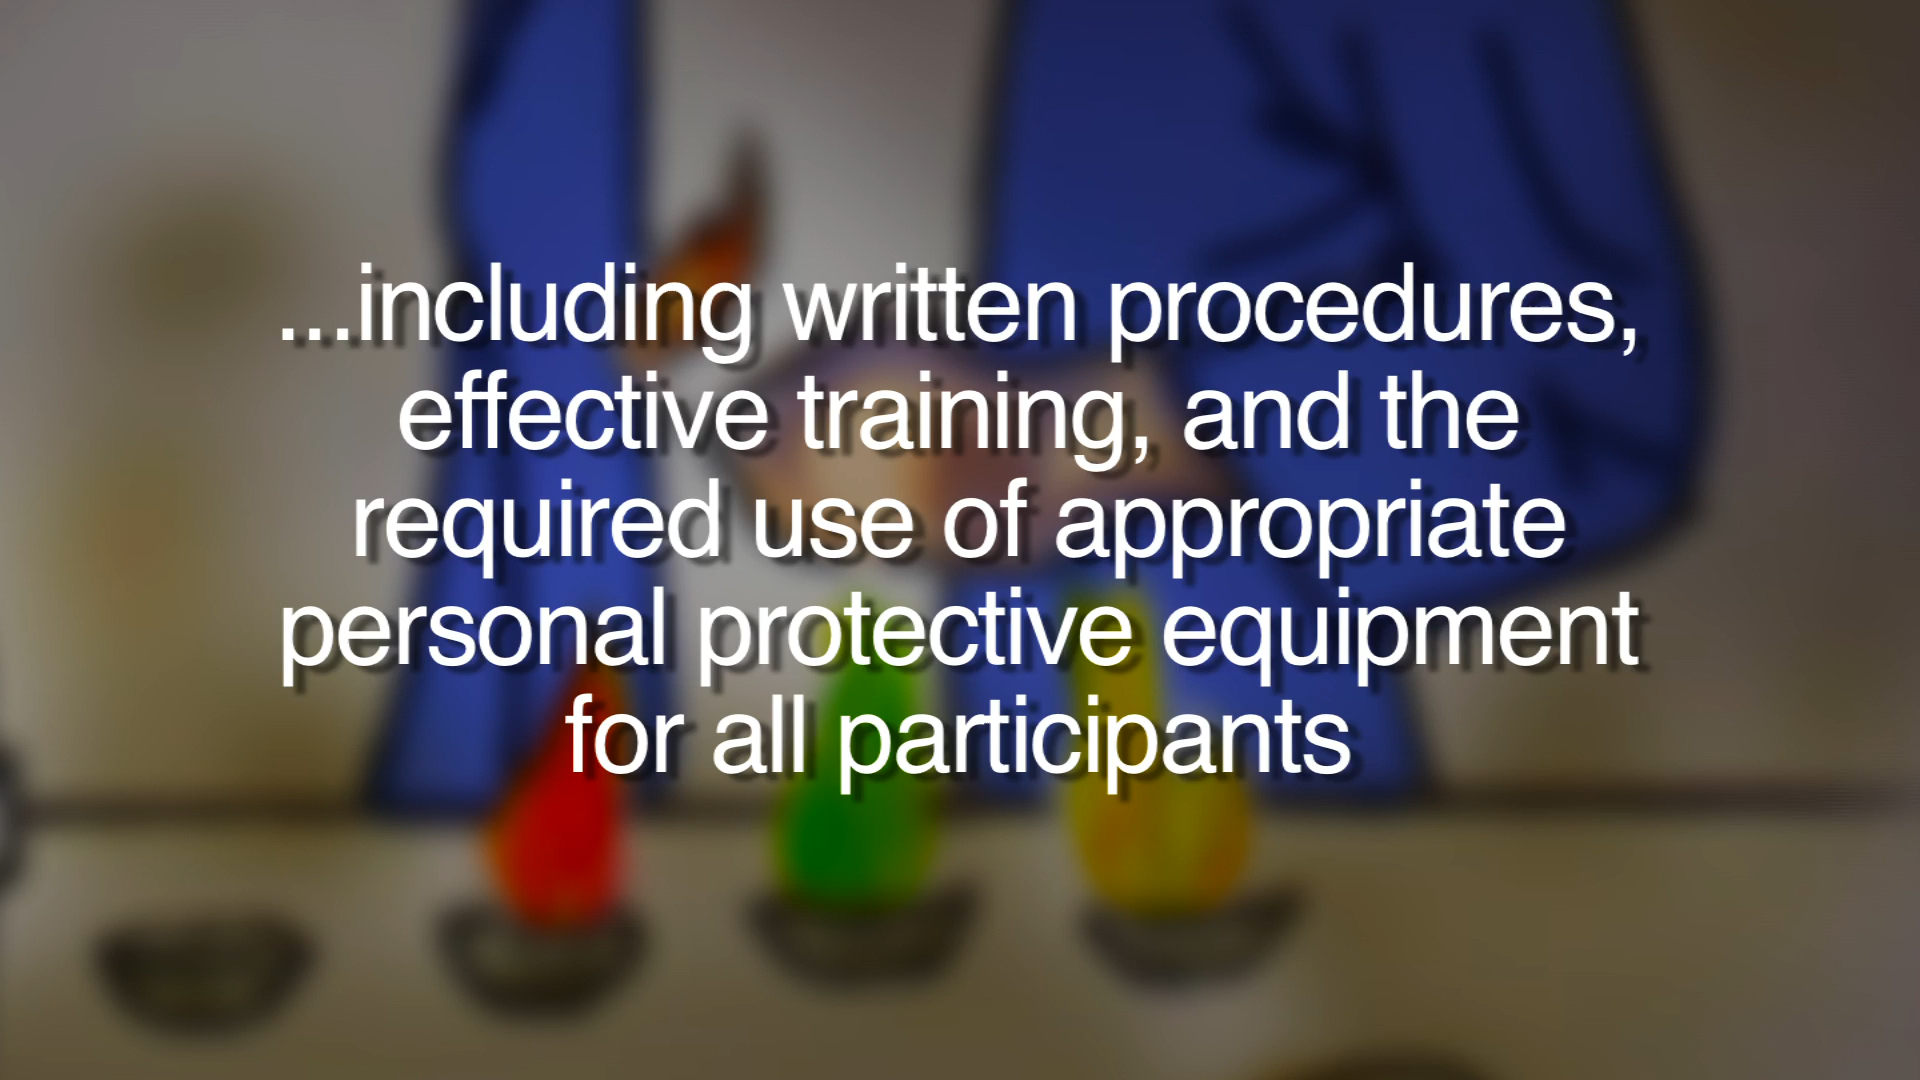 ...including written procedures,
effective training, and the
required use of appropriate
personal protective equipment
for all participants